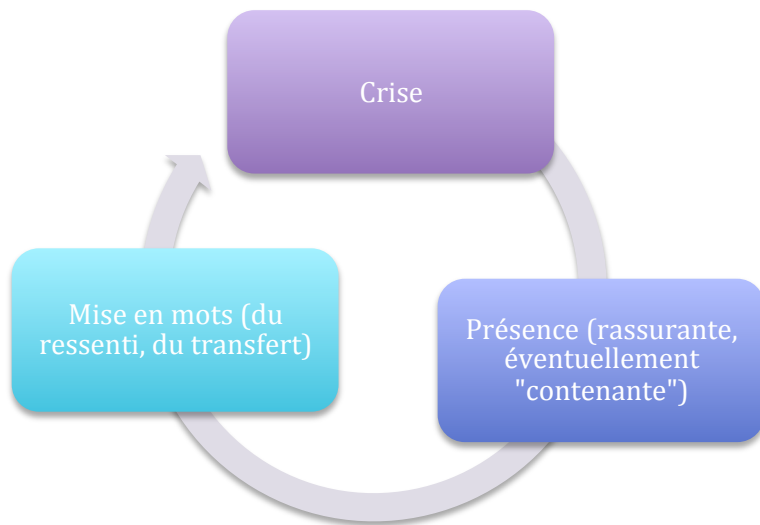 Crise
Mise en mots (du
ressenti, du transfert)
Présence (rassurante,
éventuellement
"contenante")